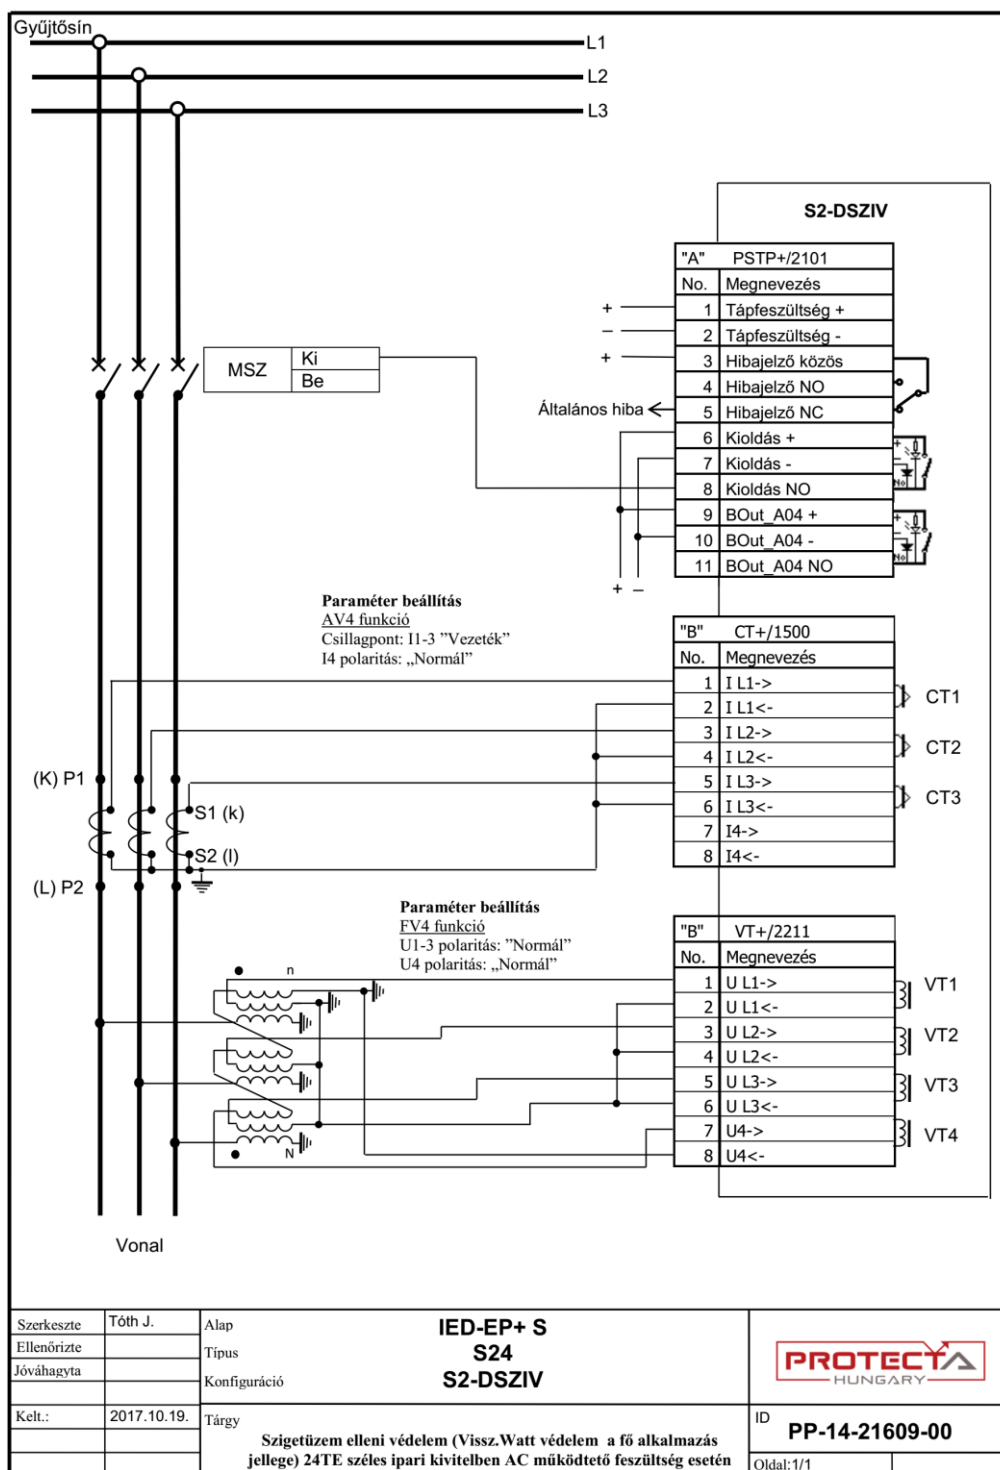 Gyűjtősín
L1
L2
L3
S2-DSZIV
"A" PSTP+/2101
No. Megnevezés
+ 1 Tápfeszültség +
– 2 Tápfeszültség -
+ 3 Hibajelző közös
4 Hibajelző NO
Általános hiba 5 Hibajelző NC
6 Kioldás +
7 Kioldás -
8 Kioldás NO
9 BOut_A04 +
10 BOut_A04 -
11 BOut_A04 NO
+ –
MSZ Ki
Be
+
–
No
+
–
No
Paraméter beállítás
AV4 funkció
Csillagpont: I1-3 ”Vezeték”
I4 polaritás: „Normál”
"B" CT+/1500
No. Megnevezés
1 I L1->
2 I L1<-
CT1
3 I L2->
4 I L2<-
CT2
5 I L3->
6 I L3<-
CT3
7 I4->
8 I4<-
(K) P1
S1 (k)
S2 (l)
(L) P2
Paraméter beállítás
FV4 funkció
U1-3 polaritás: ”Normál”
U4 polaritás: „Normál”
"B" VT+/2211
No. Megnevezés
1 U L1->
2 U L1<-
VT1
3 U L2->
4 U L2<-
VT2
5 U L3->
6 U L3<-
VT3
7 U4->
8 U4<-
VT4
n
N
Vonal
Szerkeszte Tóth J.
Ellenőrizte
Jóváhagyta
Kelt.: 2017.10.19.
Alap IED-EP+ S
Típus S24
Konfiguráció S2-DSZIV
PROTECTA
HUNGARY
Tárgy
Szigetüzem elleni védelem (Vissz.Watt védelem a fő alkalmazás
jellege) 24TE széles ipari kivitelben AC működtető feszültség esetén
ID
PP-14-21609-00
Oldal:1/1